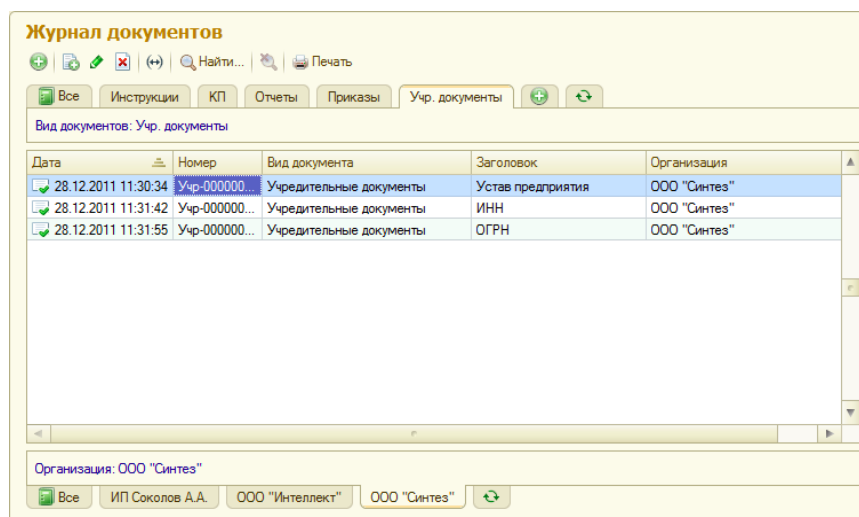 Журнал документов
Найти... Печать
Все Инструкции КП Отчеты Приказы Учр. документы
Вид документов: Учр. документы
Дата Номер Вид документа Заголовок Организация
28.12.2011 11:30:34 Учр-000000... Учредительные документы Устав предприятия ООО "Синтез"
28.12.2011 11:31:42 Учр-000000... Учредительные документы ИНН ООО "Синтез"
28.12.2011 11:31:55 Учр-000000... Учредительные документы ОГРН ООО "Синтез"
Организация: ООО "Синтез"
Все ИП Соколов А.А. ООО "Интеллект" ООО "Синтез"